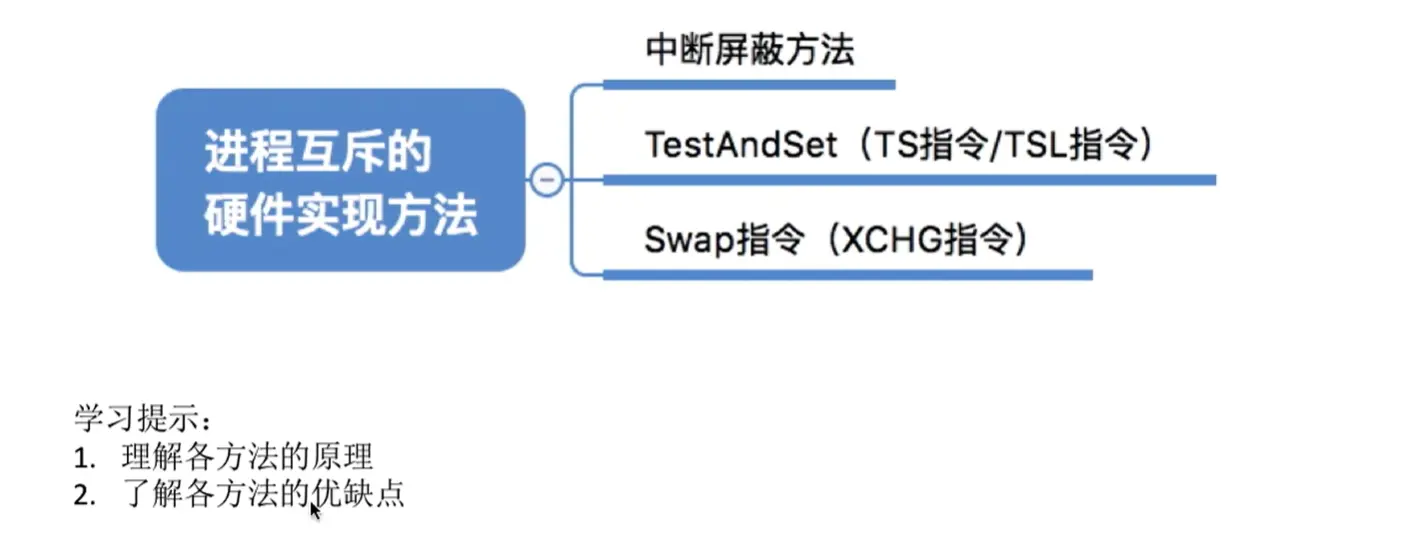 进程互斥的
硬件实现方法
中断屏蔽方法
TestAndSet（TS指令/TSL指令）
Swap指令（XCHG指令）
学习提示：
1. 理解各方法的原理
2. 了解各方法的优缺点